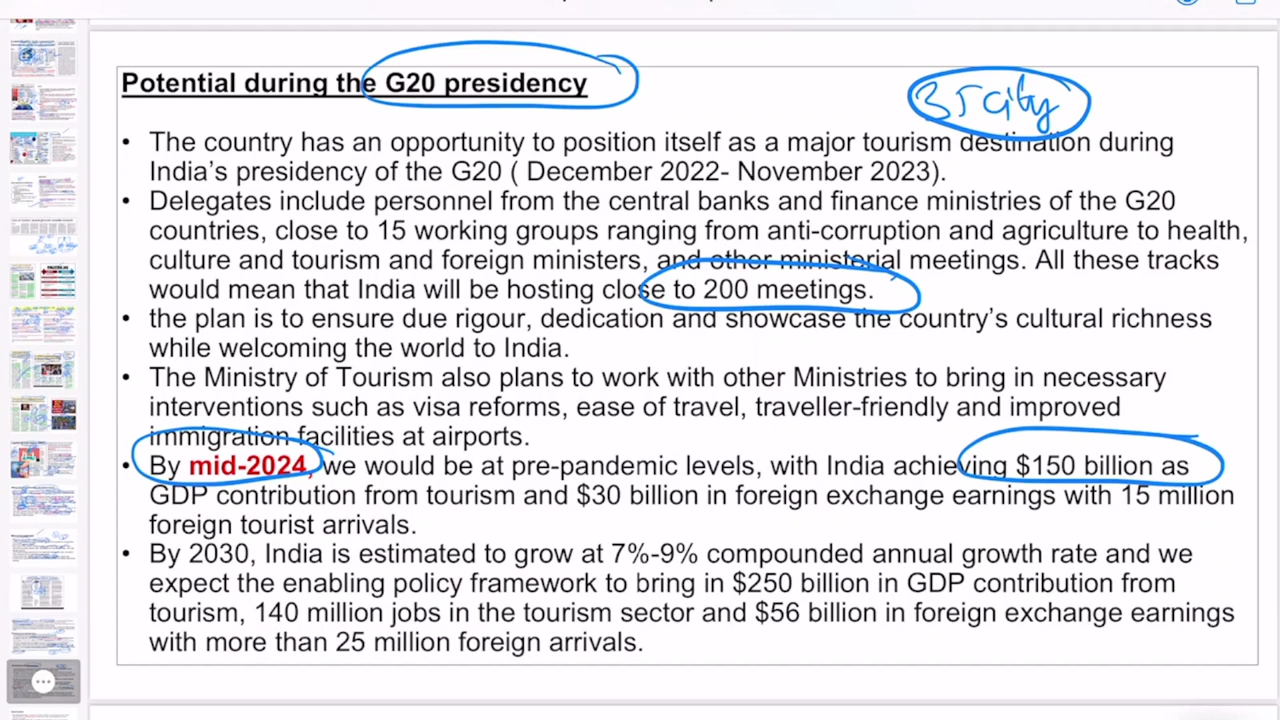 Potential during the G20 presidency
35 city
• The country has an opportunity to position itself as a major tourism destination during
India's presidency of the G20 ( December 2022- November 2023).
• Delegates include personnel from the central banks and finance ministries of the G20
countries, close to 15 working groups ranging from anti-corruption and agriculture to health,
culture and tourism and foreign ministers, and other ministerial meetings. All these tracks
would mean that India will be hosting close to 200 meetings.
• the plan is to ensure due rigour, dedication and showcase the country's cultural richness
while welcoming the world to India.
• The Ministry of Tourism also plans to work with other Ministries to bring in necessary
interventions such as visa reforms, ease of travel, traveller-friendly and improved
immigration facilities at airports.
• By mid-2024, we would be at pre-pandemic levels, with India achieving $150 billion as
GDP contribution from tourism and $30 billion in foreign exchange earnings with 15 million
foreign tourist arrivals.
• By 2030, India is estimated to grow at 7%-9% compounded annual growth rate and we
expect the enabling policy framework to bring in $250 billion in GDP contribution from
tourism, 140 million jobs in the tourism sector and $56 billion in foreign exchange earnings
with more than 25 million foreign arrivals.